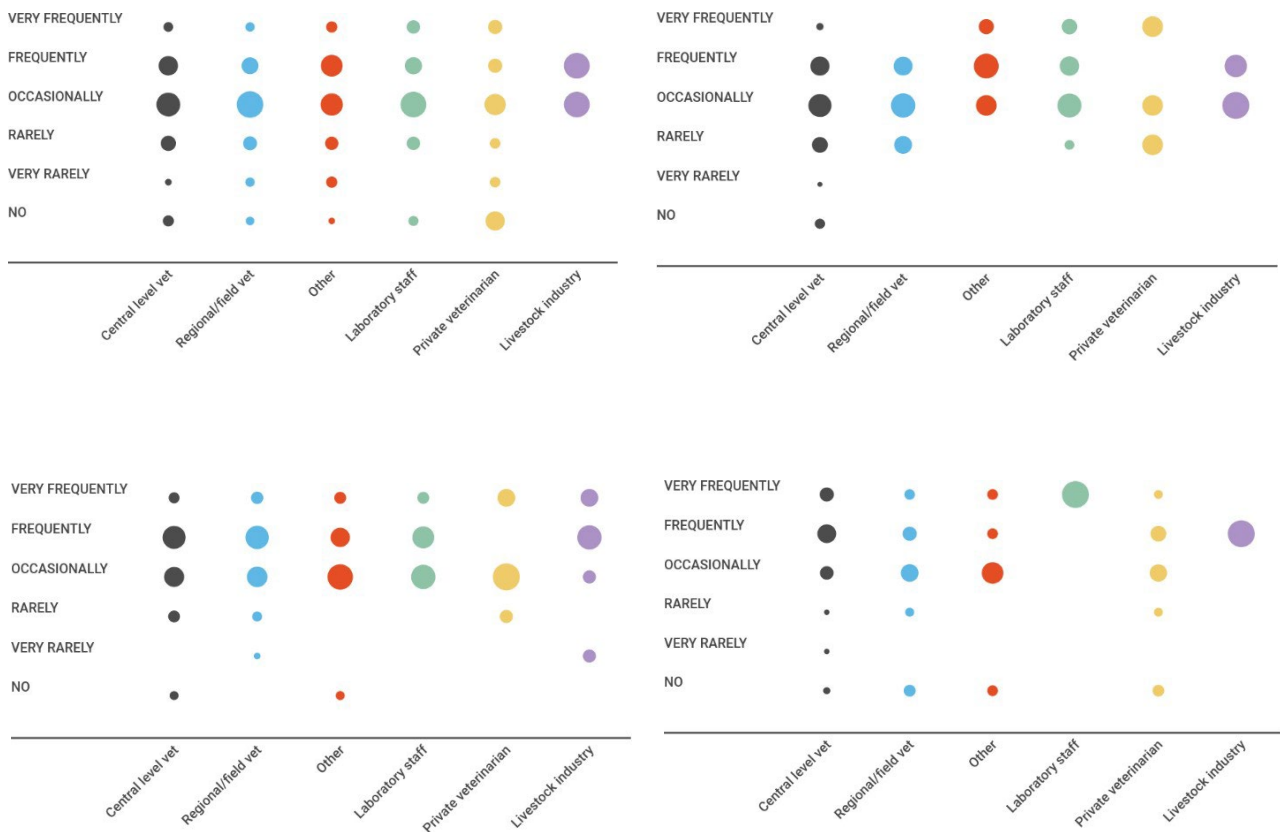 VERY FREQUENTLY
FREQUENTLY
OCCASIONALLY
RARELY
VERY RARELY
NO
Central level vet
Regional/field vet
Other
Laboratory staff
Private veterinarian
Livestock industry
VERY FREQUENTLY
FREQUENTLY
OCCASIONALLY
RARELY
VERY RARELY
NO
Central level vet
Regional/field vet
Other
Laboratory staff
Private veterinarian
Livestock industry
VERY FREQUENTLY
FREQUENTLY
OCCASIONALLY
RARELY
VERY RARELY
NO
Central level vet
Regional/field vet
Other
Laboratory staff
Private veterinarian
Livestock industry
VERY FREQUENTLY
FREQUENTLY
OCCASIONALLY
RARELY
VERY RARELY
NO
Central level vet
Regional/field vet
Other
Laboratory staff
Private veterinarian
Livestock industry